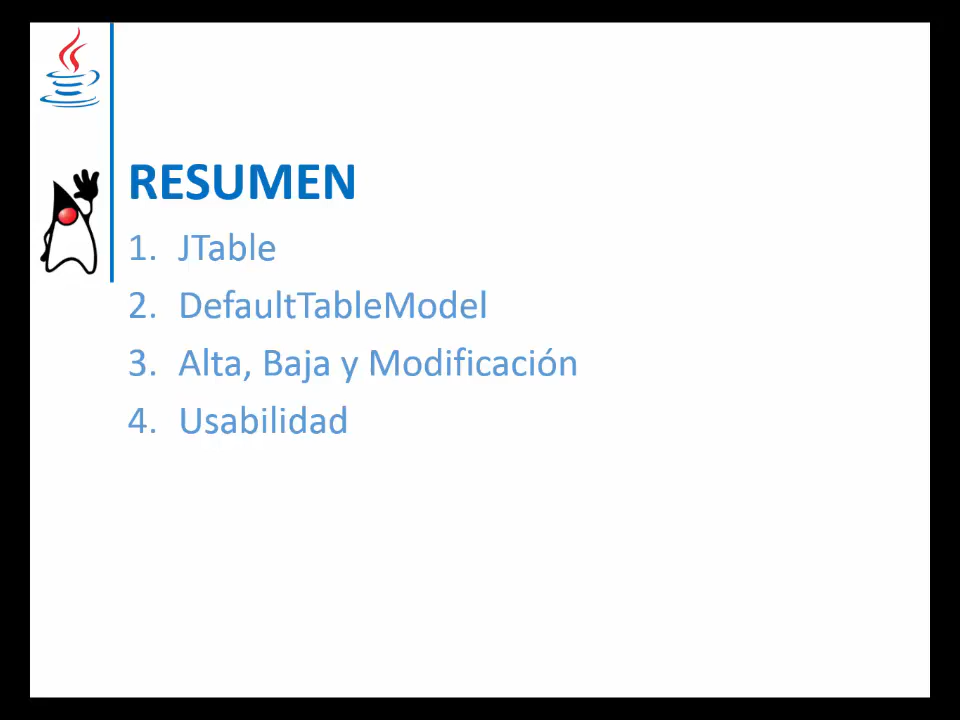 RESUMEN
1. JTable
2. DefaultTableModel
3. Alta, Baja y Modificación
4. Usabilidad